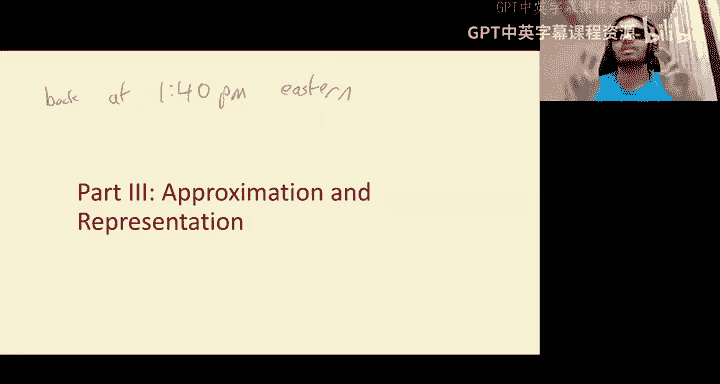 GPT中英字幕课程资源
back at 1:40 pm eastern
Part III: Approximation and
Representation